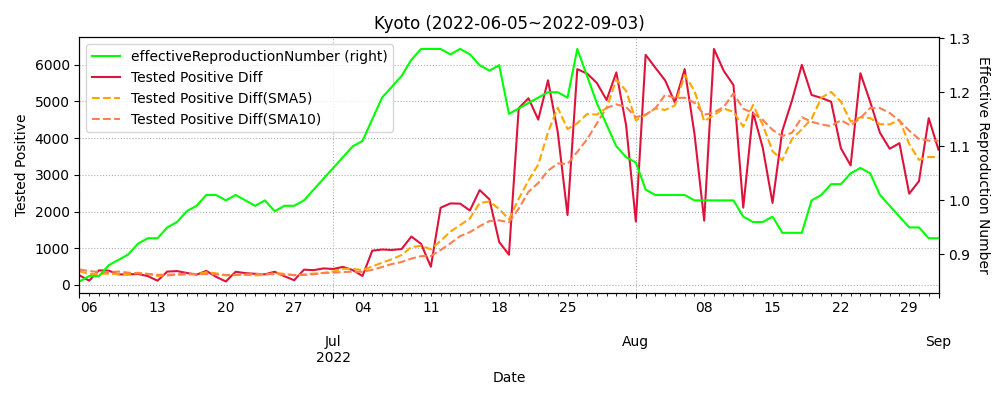 Kyoto (2022-06-05~2022-09-03)
effectiveReproductionNumber (right)
Tested Positive Diff
Tested Positive Diff(SMA5)
Tested Positive Diff(SMA10)
Tested Positive
6000
5000
4000
3000
2000
1000
0
1.3
1.2
1.1
1.0
0.9
Effective Reproduction Number
06 13 20 27 04 11 18 25 08 15 22 29
Jul Aug Sep
2022
Date